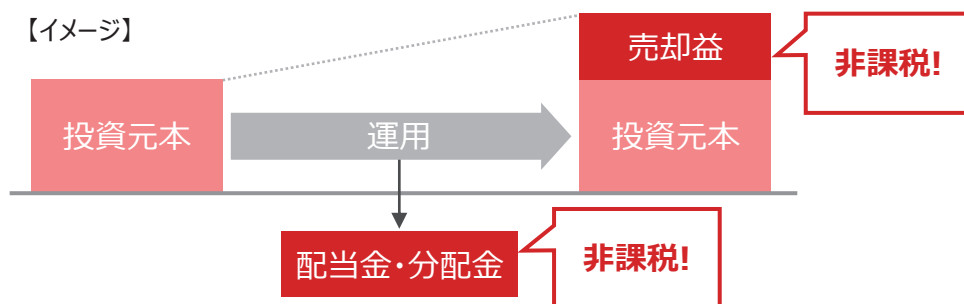 【イメージ】
売却益
非課税!
投資元本
運用
投資元本
配当金・分配金
非課税!